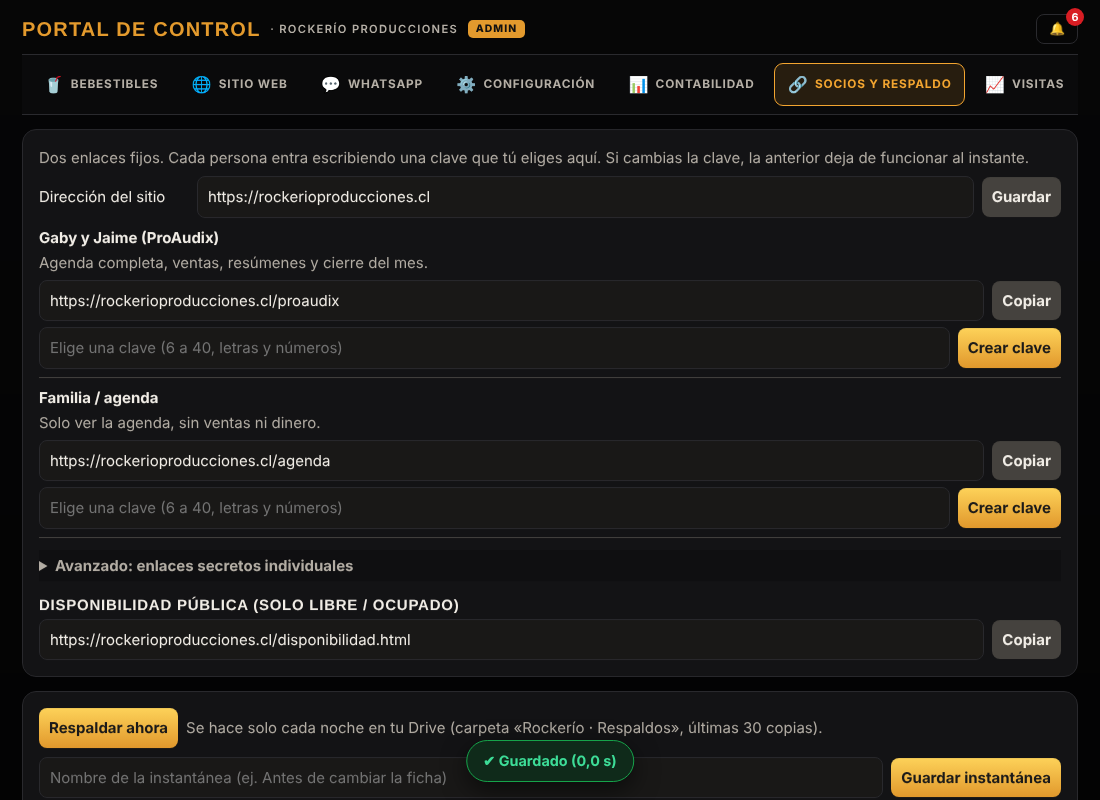 PORTAL DE CONTROL · ROCKERÍO PRODUCCIONES ADMIN 6
BEBESTIBLES SITIO WEB WHATSAPP CONFIGURACIÓN CONTABILIDAD SOCIOS Y RESPALDO VISITAS
Dos enlaces fijos. Cada persona entra escribiendo una clave que tú eliges aquí. Si cambias la clave, la anterior deja de funcionar al instante.
Dirección del sitio https://rockerioproducciones.cl Guardar
Gaby y Jaime (ProAudix)
Agenda completa, ventas, resúmenes y cierre del mes.
https://rockerioproducciones.cl/proaudix Copiar
Elige una clave (6 a 40, letras y números) Crear clave
Familia / agenda
Solo ver la agenda, sin ventas ni dinero.
https://rockerioproducciones.cl/agenda Copiar
Elige una clave (6 a 40, letras y números) Crear clave
Avanzado: enlaces secretos individuales
DISPONIBILIDAD PÚBLICA (SOLO LIBRE / OCUPADO)
https://rockerioproducciones.cl/disponibilidad.html Copiar
Respaldar ahora Se hace solo cada noche en tu Drive (carpeta «Rockerío · Respaldos», últimas 30 copias).
✔ Guardado (0,0 s)
Nombre de la instantánea (ej. Antes de cambiar la ficha) Guardar instantánea